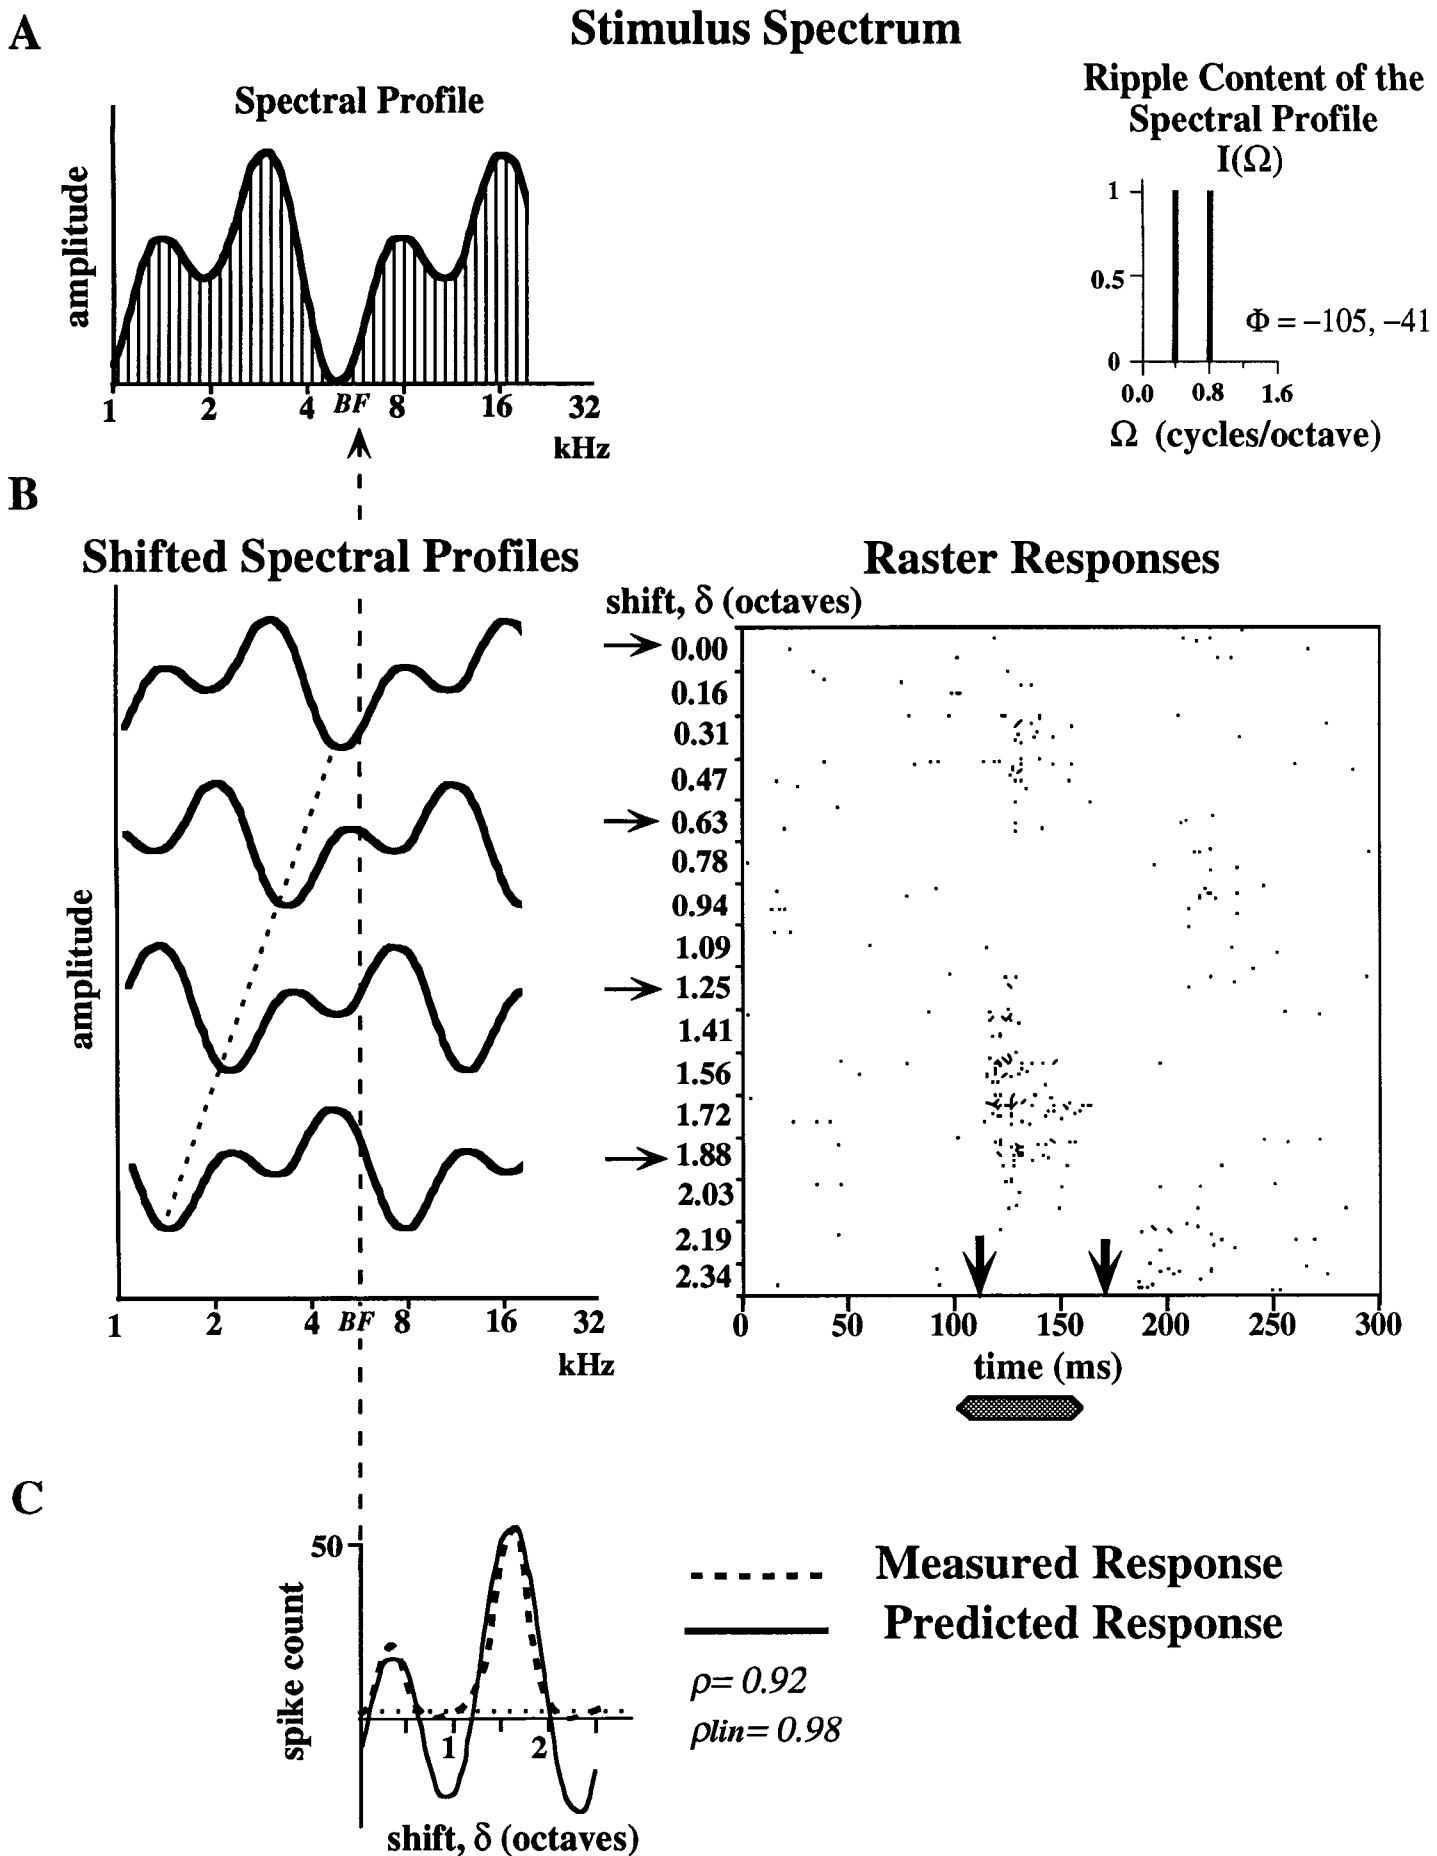 A
Stimulus Spectrum
Spectral Profile
amplitude
1 2 4 BF 8 16 32
kHz
Ripple Content of the
Spectral Profile
I(Ω)
1
0.5
0
Φ = −105, −41
0.0 0.8 1.6
Ω (cycles/octave)
B
Shifted Spectral Profiles
amplitude
1 2 4 BF 8 16 32
kHz
Raster Responses
shift, δ (octaves)
0.00
0.16
0.31
0.47
0.63
0.78
0.94
1.09
1.25
1.41
1.56
1.72
1.88
2.03
2.19
2.34
0 50 100 150 200 250 300
time (ms)
C
50
spike count
1 2
shift, δ (octaves)
Measured Response
Predicted Response
ρ= 0.92
ρlin= 0.98